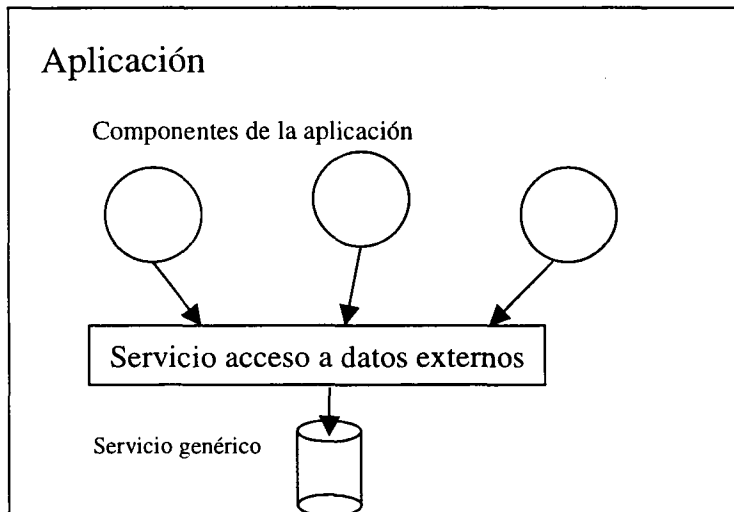 Aplicación
Componentes de la aplicación
Servicio acceso a datos externos
Servicio genérico